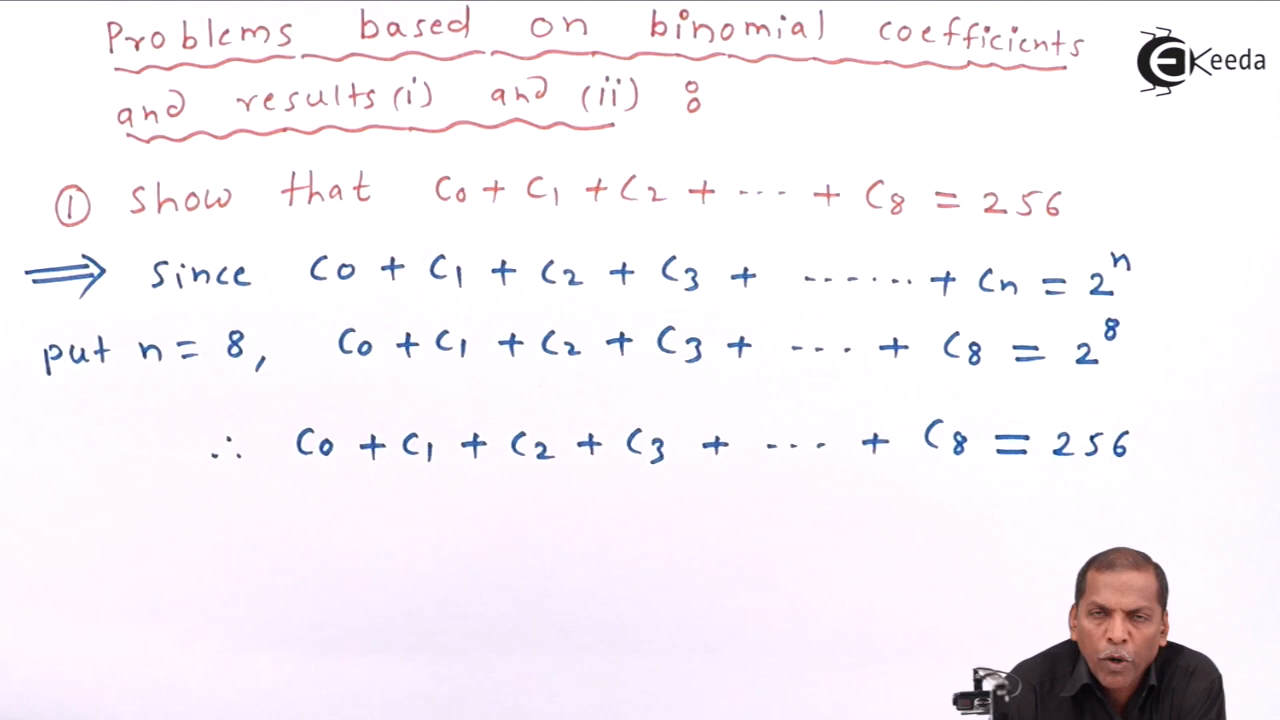 Problems based on binomial coefficients
and results (i) and (ii) :
Ekeeda
① show that C0 + C1 + C2 + ... + C8 = 256
⟹ since C0 + C1 + C2 + C3 + ...... + Cn = 2^n
put n = 8, C0 + C1 + C2 + C3 + ... + C8 = 2^8
∴ C0 + C1 + C2 + C3 + ... + C8 = 256